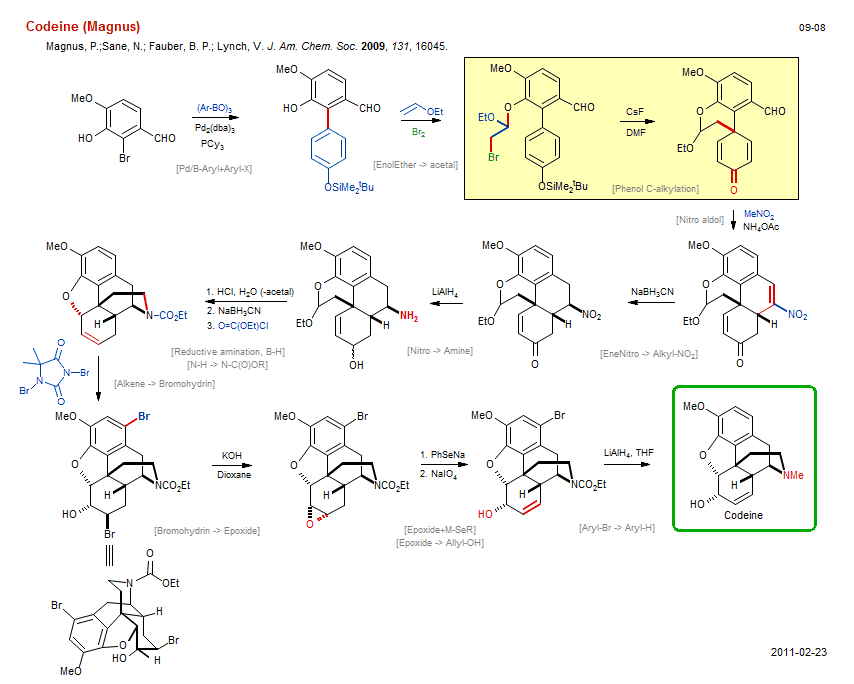 Codeine (Magnus)
09-08
Magnus, P.;Sane, N.; Fauber, B. P.; Lynch, V. J. Am. Chem. Soc. 2009, 131, 16045.
MeO
HO
CHO
Br
(Ar-BO)3
Pd2(dba)3
PCy3
[Pd/B-Aryl+Aryl-X]
MeO
HO
CHO
OSiMe2tBu
OEt
Br2
[EnolEther -> acetal]
MeO
O
CHO
EtO
Br
OSiMe2tBu
CsF
DMF
[Phenol C-alkylation]
MeO
O
CHO
EtO
O
[Nitro aldol]
MeNO2
NH4OAc
MeO
O
N–CO2Et
H
1. HCl, H2O (-acetal)
2. NaBH3CN
3. O=C(OEt)Cl
[Reductive amination, B-H]
[N-H -> N-C(O)OR]
MeO
O
EtO
NH2
H
OH
LiAlH4
[Nitro -> Amine]
MeO
O
EtO
NO2
H
O
NaBH3CN
[EneNitro -> Alkyl-NO2]
MeO
O
EtO
NO2
H
O
O
N–Br
N
Br
O
[Alkene -> Bromohydrin]
MeO
Br
O
NCO2Et
H
HO
Br
KOH
Dioxane
[Bromohydrin -> Epoxide]
MeO
Br
O
NCO2Et
H
O
1. PhSeNa
2. NaIO4
[Epoxide+M-SeR]
[Epoxide -> Allyl-OH]
MeO
Br
O
NCO2Et
H
HO
LiAlH4, THF
[Aryl-Br -> Aryl-H]
MeO
O
NMe
H
HO
Codeine
O
N
OEt
Br
H
Br
O
HO
H
MeO
2011-02-23